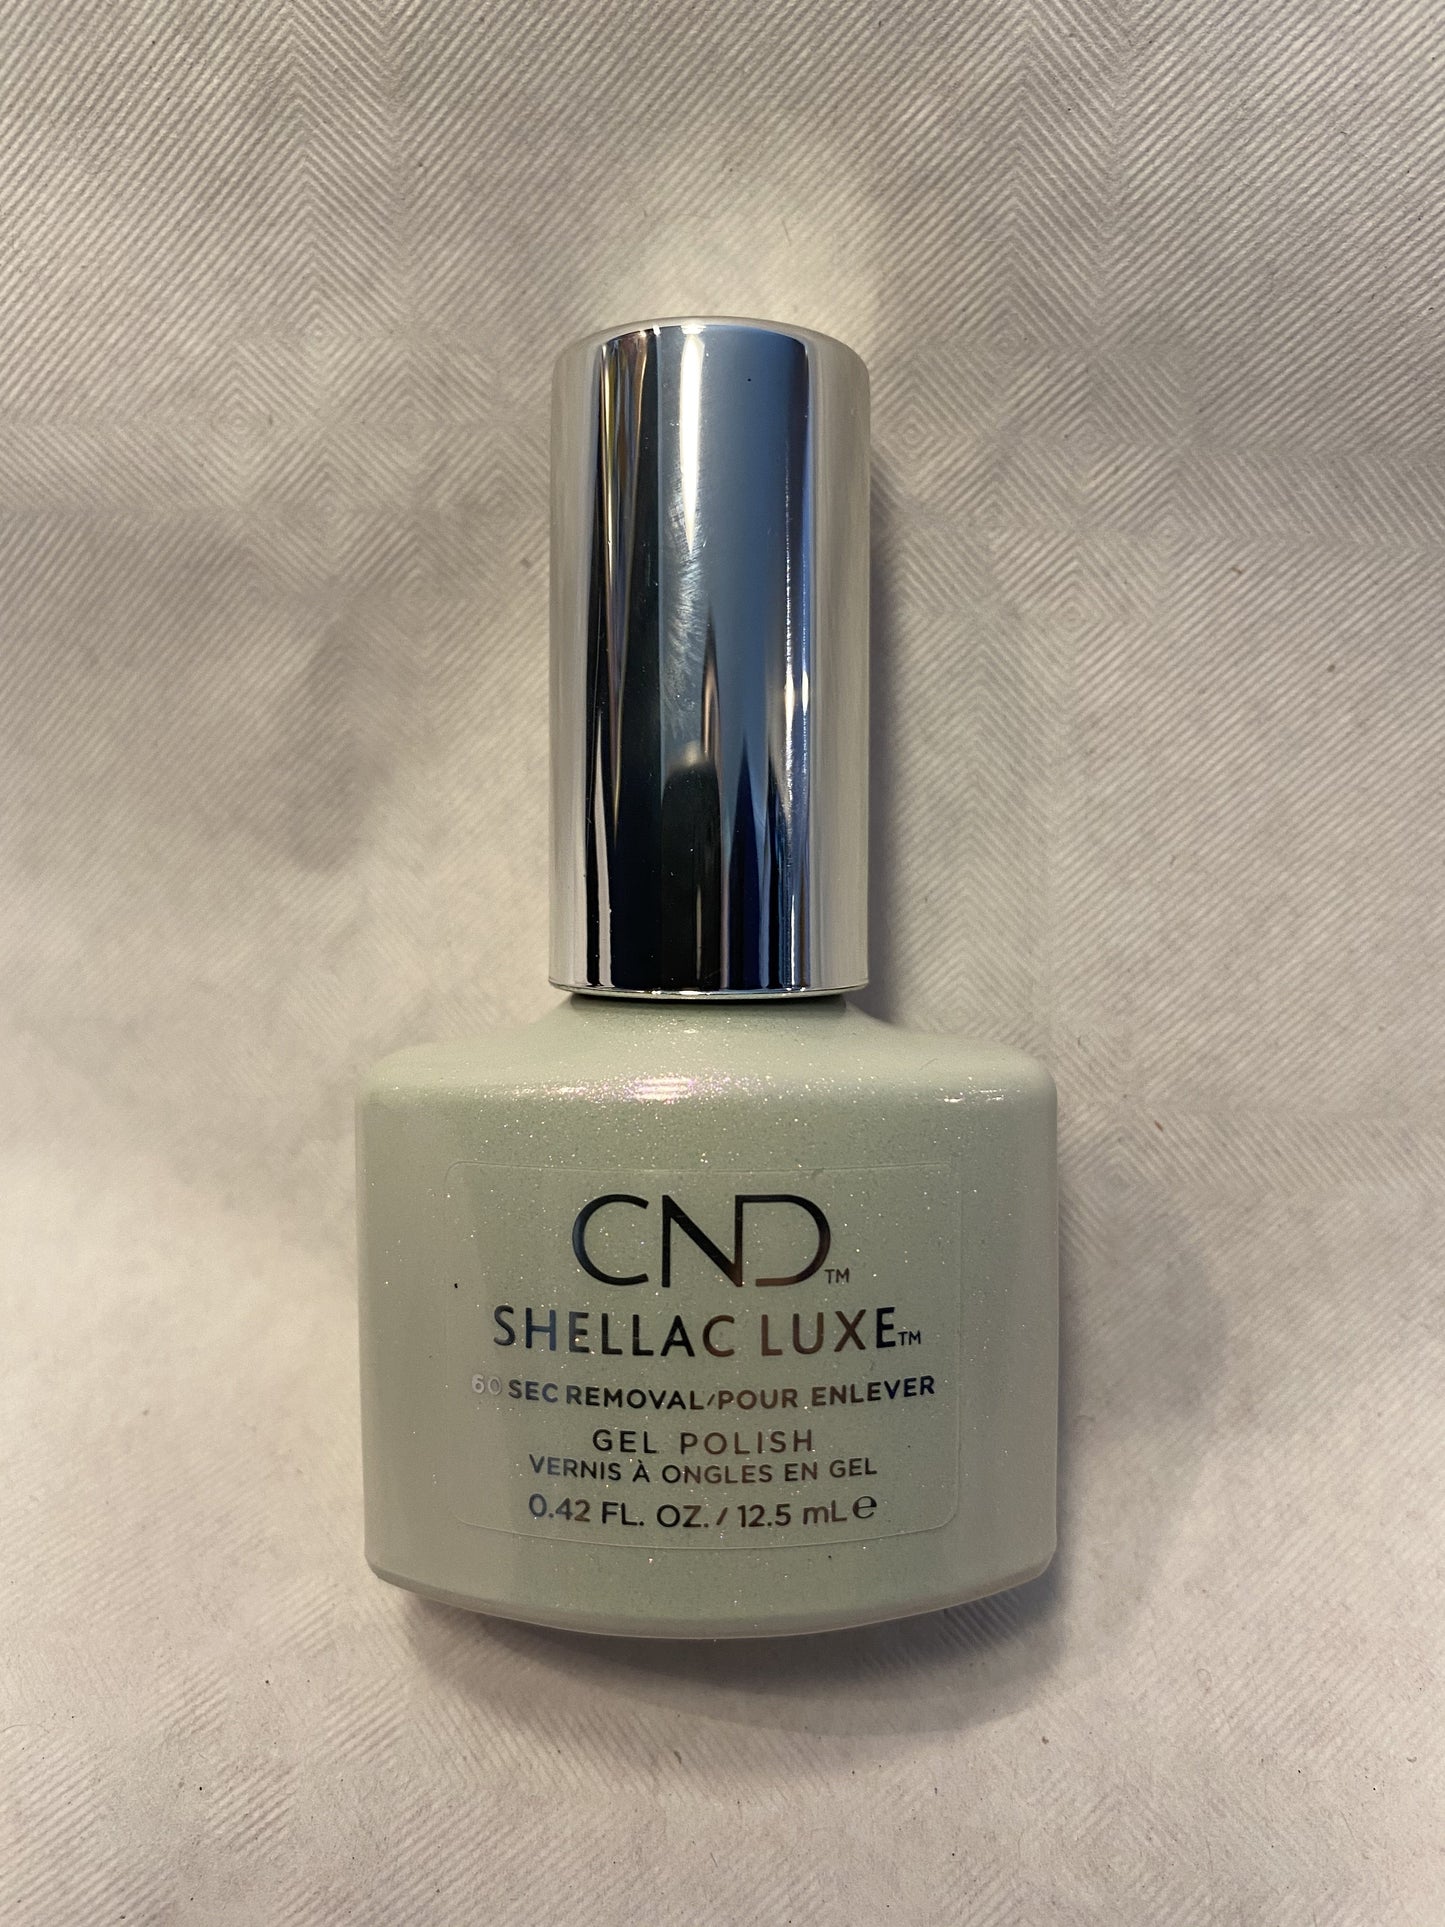 CND™
SHELLAC LUXE™
60 SEC REMOVAL/POUR ENLEVER
GEL POLISH
VERNIS À ONGLES EN GEL
0.42 FL. OZ. / 12.5 mL ℮